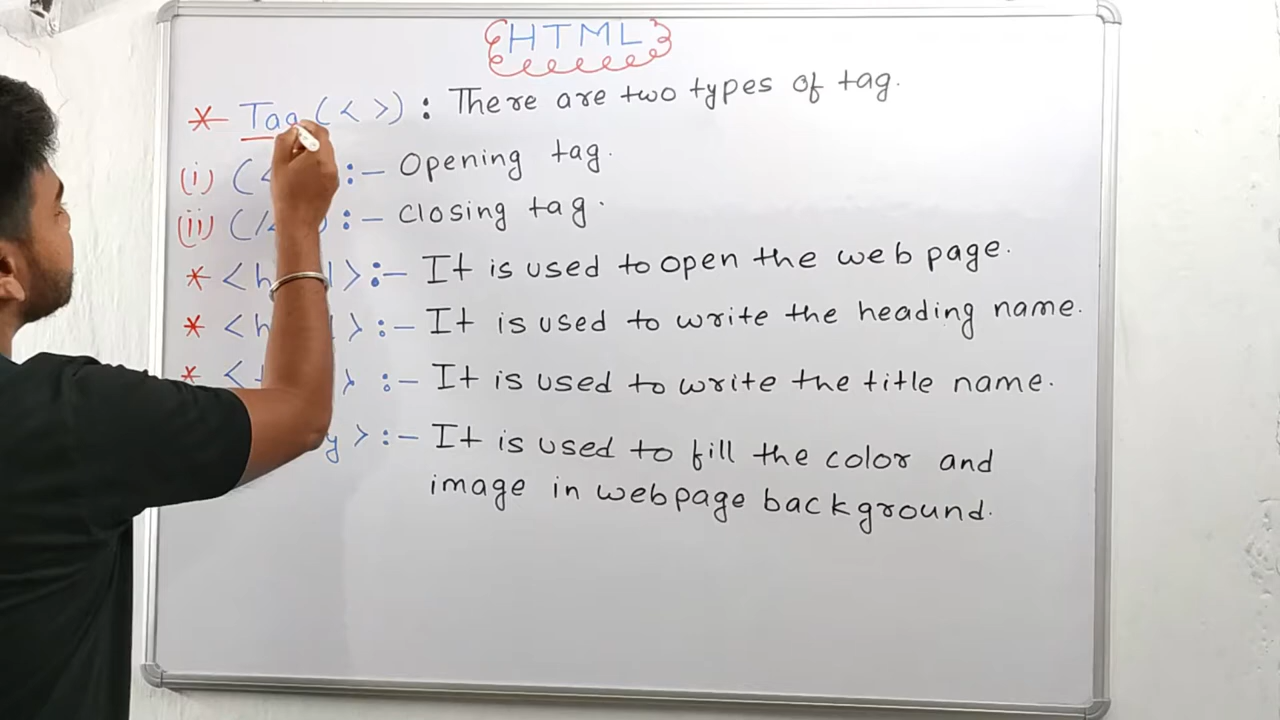 HTML
* Tag (< >) : There are two types of tag.
(i) (< :- Opening tag.
(ii) (/< ) :- Closing tag.
* <h l> :- It is used to open the web page.
* <h > :- It is used to write the heading name.
* <t > :- It is used to write the title name.
y > :- It is used to fill the color and
image in webpage background.